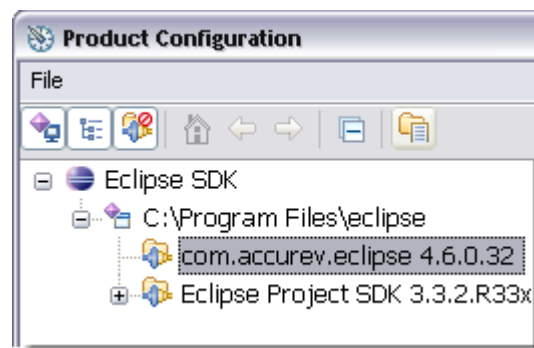 Product Configuration
File
Eclipse SDK
C:\Program Files\eclipse
com.accurev.eclipse 4.6.0.32
Eclipse Project SDK 3.3.2.R33x